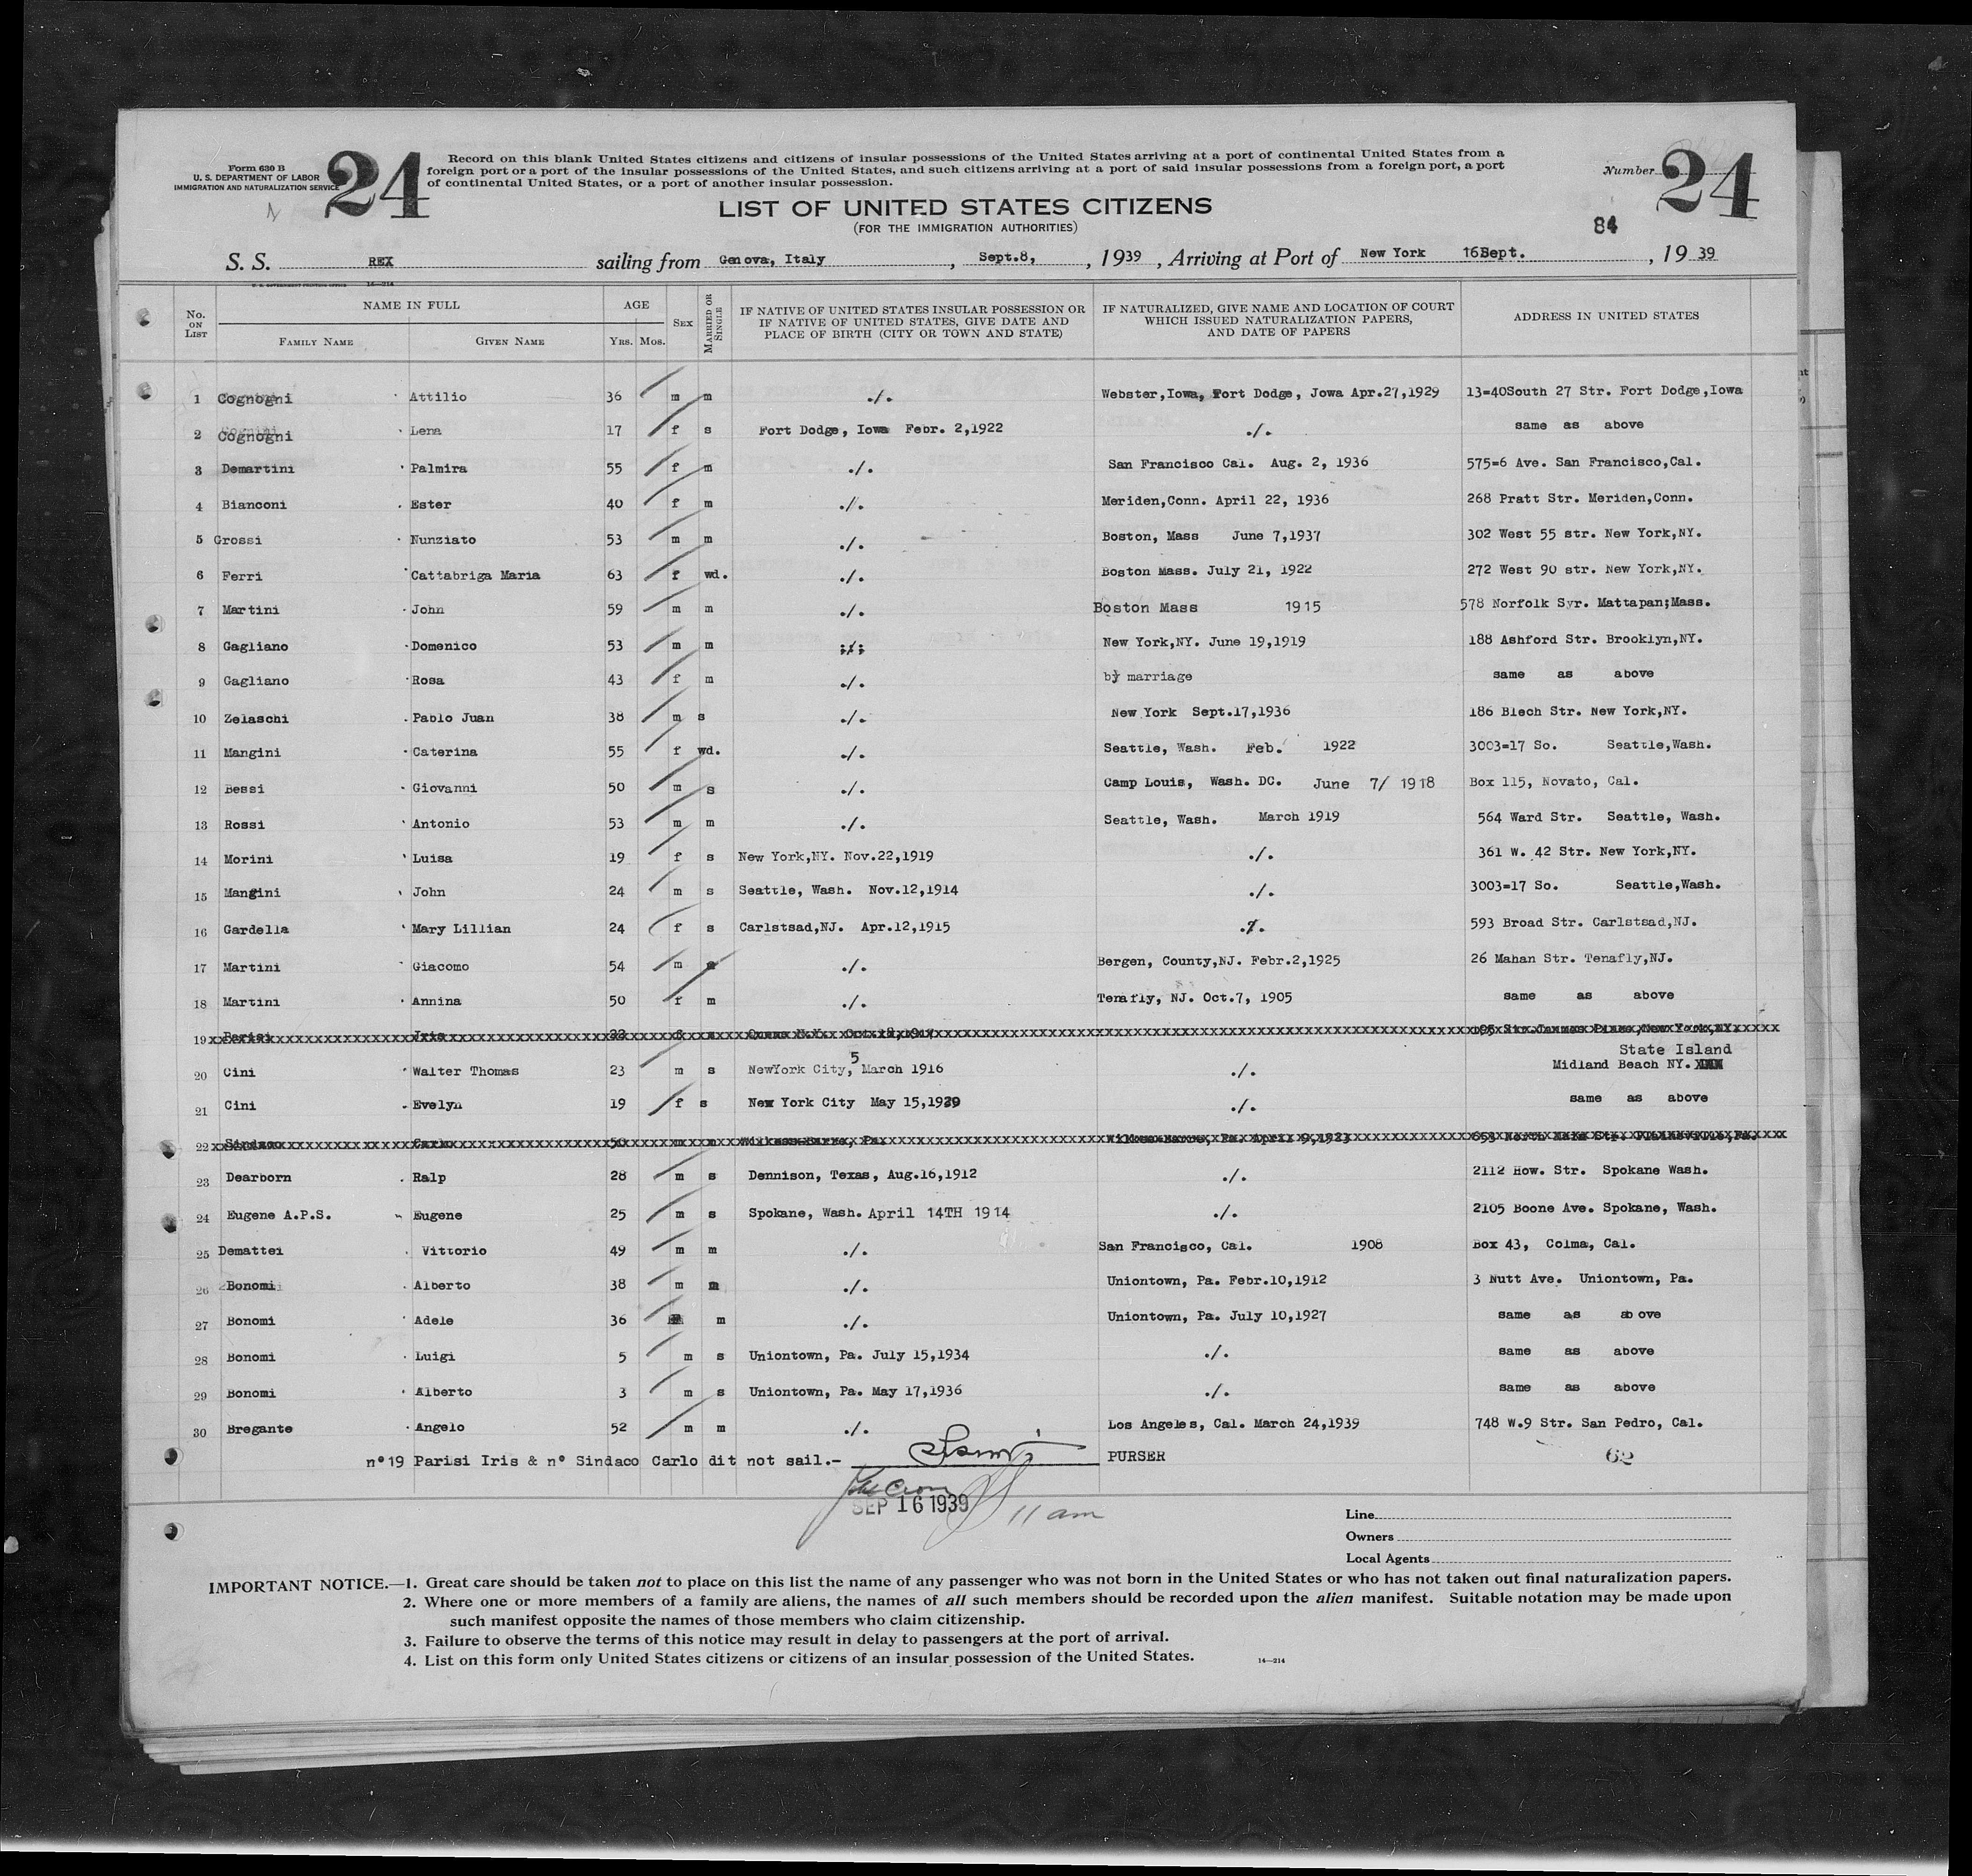 Form 630 B
U. S. DEPARTMENT OF LABOR
IMMIGRATION AND NATURALIZATION SERVICE
24
Record on this blank United States citizens and citizens of insular possessions of the United States arriving at a port of continental United States from a
foreign port or a port of the insular possessions of the United States, and such citizens arriving at a port of said insular possessions from a foreign port, a port
of continental United States, or a port of another insular possession.
Number 24
LIST OF UNITED STATES CITIZENS
(FOR THE IMMIGRATION AUTHORITIES)
84
S. S. REX sailing from Genova, Italy, Sept.8, , 1939 , Arriving at Port of New York 16Sept. , 19 39
No. ON LIST
NAME IN FULL
FAMILY NAME GIVEN NAME
AGE
YRS. MOS.
SEX
MARRIED OR SINGLE
IF NATIVE OF UNITED STATES INSULAR POSSESSION OR
IF NATIVE OF UNITED STATES, GIVE DATE AND
PLACE OF BIRTH (CITY OR TOWN AND STATE)
IF NATURALIZED, GIVE NAME AND LOCATION OF COURT
WHICH ISSUED NATURALIZATION PAPERS,
AND DATE OF PAPERS
ADDRESS IN UNITED STATES
1 Cognogni Attilio 36 m m ./. Webster,Iowa, Fort Dodge, Jowa Apr.27,1929 13=40South 27 Str. Fort Dodge,Iowa
2 Cognogni Lena 17 f s Fort Dodge, Iowa Febr. 2,1922 ./. same as above
3 Demartini Palmira 55 f m ./. San Francisco Cal. Aug. 2, 1936 575=6 Ave. San Francisco,Cal.
4 Bianconi Ester 40 f m ./. Meriden,Conn. April 22, 1936 268 Pratt Str. Meriden,Conn.
5 Grossi Nunziato 53 m m ./. Boston, Mass June 7,1937 302 West 55 str. New York,NY.
6 Ferri Cattabriga Maria 63 f wd. ./. Boston Mass. July 21, 1922 272 West 90 str. New York,NY.
7 Martini John 59 m m ./. Boston Mass 1915 578 Norfolk Syr. Mattapan;Mass.
8 Gagliano Domenico 53 m m ;/; New York,NY. June 19,1919 188 Ashford Str. Brooklyn,NY.
9 Gagliano Rosa 43 f m ./. by marriage same as above
10 Zelaschi Pablo Juan 38 m s ./. New York Sept.17,1936 186 Blech Str. New York,NY.
11 Mangini Caterina 55 f wd. ./. Seattle, Wash. Feb. 1922 3003=17 So. Seattle,Wash.
12 Bessi Giovanni 50 m s ./. Camp Louis, Wash. DC. June 7/ 1918 Box 115, Novato, Cal.
13 Rossi Antonio 53 m m ./. Seattle, Wash. March 1919 564 Ward Str. Seattle, Wash.
14 Morini Luisa 19 f s New York,NY. Nov.22,1919 ./. 361 W. 42 Str. New York,NY.
15 Mangini John 24 m s Seattle, Wash. Nov.12,1914 ./. 3003=17 So. Seattle,Wash.
16 Gardella Mary Lillian 24 f s Carlstsad,NJ. Apr.12,1915 ./. 593 Broad Str. Carlstsad,NJ.
17 Martini Giacomo 54 m ./. Bergen, County,NJ. Febr.2,1925 26 Mahan Str. Tenafly,NJ.
18 Martini Annina 50 f m ./. Tenafly, NJ. Oct.7, 1905 same as above
19 Parisi Iris 22
20 Cini Walter Thomas 23 m s NewYork City, 5 March 1916 ./. State Island
Midland Beach NY.
21 Cini Evelyn 19 f s New York City May 15,1920 ./. same as above
22 Sindaco Carlo 50 m m Wilkess-Barre, Pa. Wilkess-Barre, Pa. April 9,1923
23 Dearborn Ralp 28 m s Dennison, Texas, Aug.16,1912 ./. 2112 How. Str. Spokane Wash.
24 Eugene A.P.S. Eugene 25 m s Spokane, Wash. April 14TH 1914 ./. 2105 Boone Ave. Spokane, Wash.
25 Demattei Vittorio 49 m m ./. San Francisco, Cal. 1908 Box 43, Colma, Cal.
26 Bonomi Alberto 38 m m ./. Uniontown, Pa. Febr.10,1912 3 Nutt Ave. Uniontown, Pa.
27 Bonomi Adele 36 m ./. Uniontown, Pa. July 10,1927 same as above
28 Bonomi Luigi 5 m s Uniontown, Pa. July 15,1934 ./. same as above
29 Bonomi Alberto 3 m s Uniontown, Pa. May 17,1936 ./. same as above
30 Bregante Angelo 52 m m ./. Los Angeles, Cal. March 24,1939 748 W.9 Str. San Pedro, Cal.
n°19 Parisi Iris & n° Sindaco Carlo dit not sail.- PURSER 62
SEP 16 1939 11 am
Line
Owners
Local Agents
IMPORTANT NOTICE.—1. Great care should be taken not to place on this list the name of any passenger who was not born in the United States or who has not taken out final naturalization papers.
2. Where one or more members of a family are aliens, the names of all such members should be recorded upon the alien manifest. Suitable notation may be made upon
such manifest opposite the names of those members who claim citizenship.
3. Failure to observe the terms of this notice may result in delay to passengers at the port of arrival.
4. List on this form only United States citizens or citizens of an insular possession of the United States.
14—214